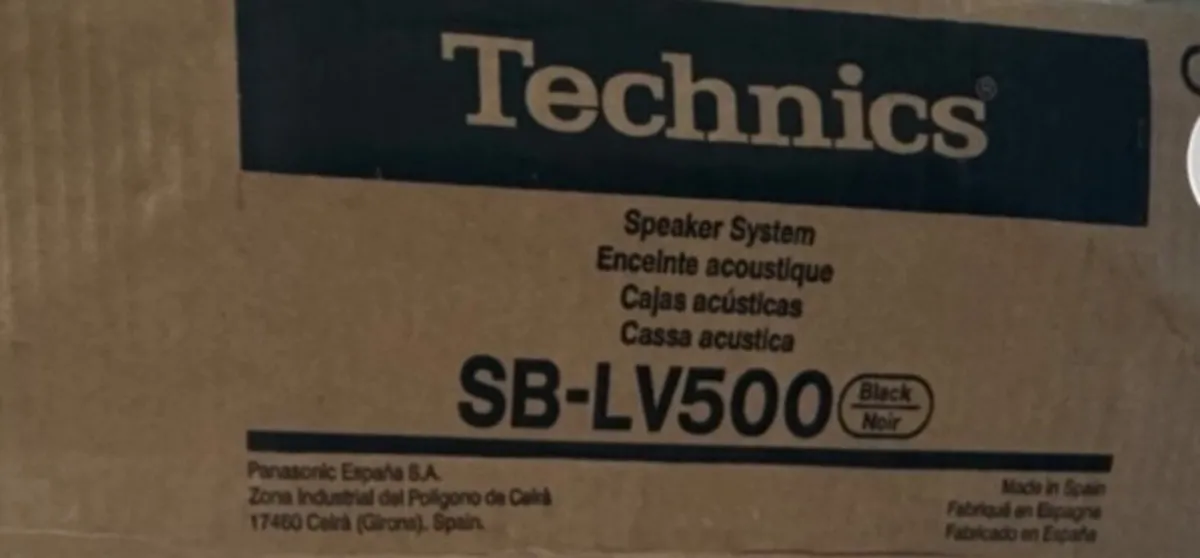 Technics®
Speaker System
Enceinte acoustique
Cajas acústicas
Cassa acustica
SB-LV500 Black
Noir
Panasonic España S.A.
Zona Industrial del Polígono de Celrà
17460 Celrà (Girona). Spain.
Made in Spain
Fabriqué en Espagne
Fabricado en España